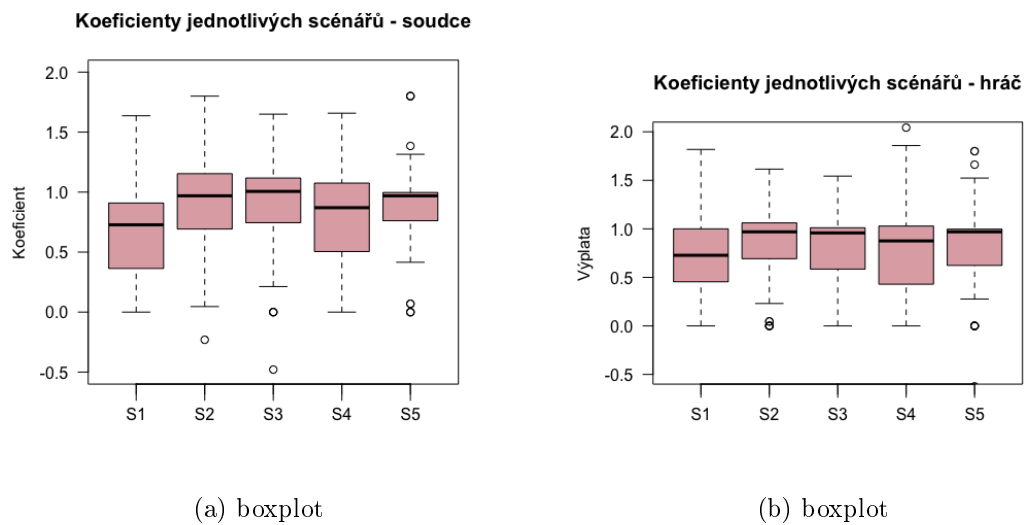 Koeficienty jednotlivých scénářů - soudce
Koeficient
2.0
1.5
1.0
0.5
0.0
-0.5
S1 S2 S3 S4 S5
(a) boxplot
Koeficienty jednotlivých scénářů - hráč
Výplata
2.0
1.5
1.0
0.5
0.0
-0.5
S1 S2 S3 S4 S5
(b) boxplot